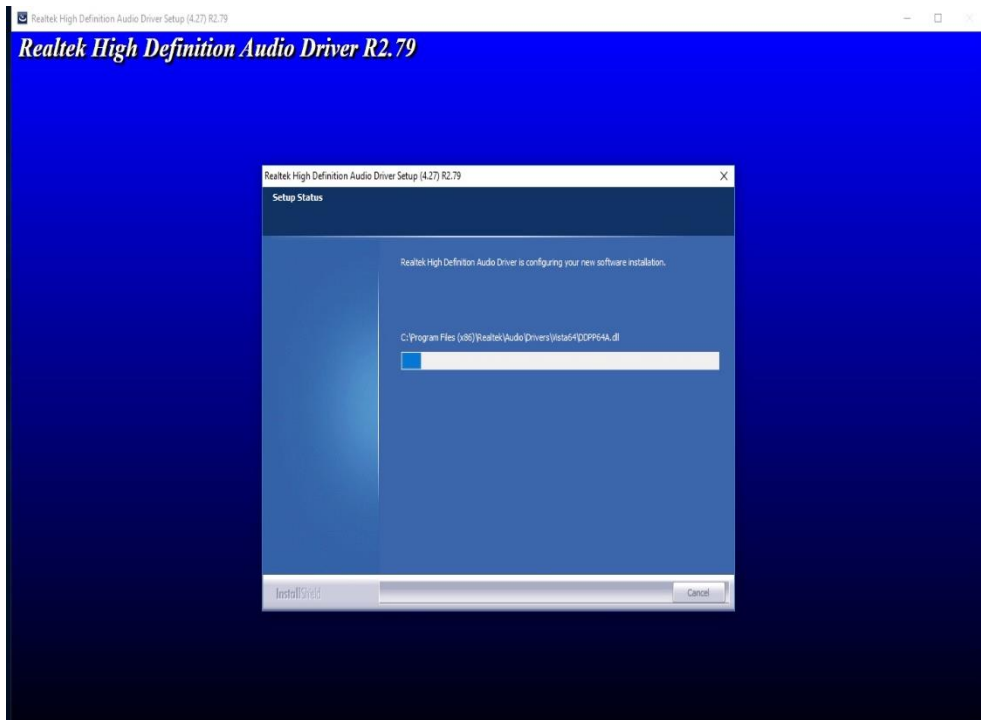 Realtek High Definition Audio Driver Setup (4.27) R2.79
Realtek High Definition Audio Driver R2.79
Realtek High Definition Audio Driver Setup (4.27) R2.79
Setup Status
Realtek High Definition Audio Driver is configuring your new software installation.
C:\Program Files (x86)\Realtek\Audio\Drivers\Vista64\DDPP64A.dll
InstallShield
Cancel